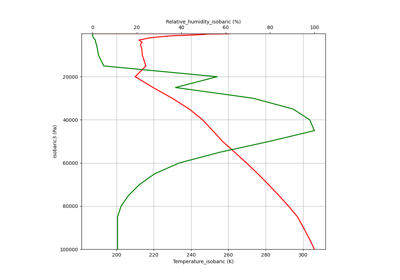 Relative_humidity_isobaric (%)
0 20 40 60 80 100
20000
40000
60000
80000
100000
isobaric3 (Pa)
200 220 240 260 280 300
Temperature_isobaric (K)